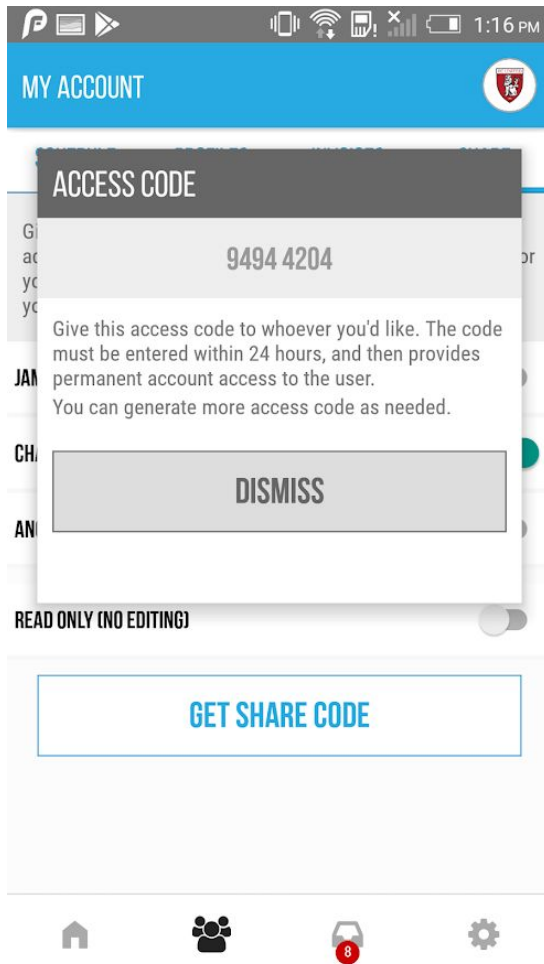 1:16 PM
MY ACCOUNT
ACCESS CODE
9494 4204
Give this access code to whoever you'd like. The code
must be entered within 24 hours, and then provides
permanent account access to the user.
You can generate more access code as needed.
DISMISS
READ ONLY (NO EDITING)
GET SHARE CODE
8